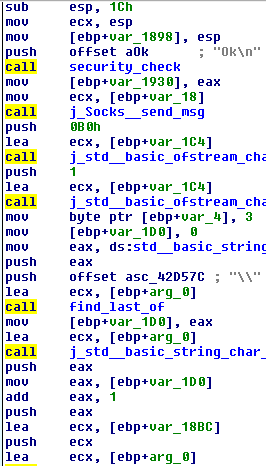 sub esp, 1Ch
mov ecx, esp
mov [ebp+var_1898], esp
push offset aOk ; "Ok\n"
call security_check
mov [ebp+var_1930], eax
mov ecx, [ebp+var_18]
call j_Socks__send_msg
push 0B0h
lea ecx, [ebp+var_1C4]
call j_std__basic_ofstream_cha
push 1
lea ecx, [ebp+var_1C4]
call j_std__basic_ofstream_cha
mov byte ptr [ebp+var_4], 3
mov [ebp+var_1D0], 0
mov eax, ds:std__basic_string
push eax
push offset asc_42D57C ; "\\"
lea ecx, [ebp+arg_0]
call find_last_of
mov [ebp+var_1D0], eax
lea ecx, [ebp+arg_0]
call j_std__basic_string_char_
push eax
mov eax, [ebp+var_1D0]
add eax, 1
push eax
lea ecx, [ebp+var_18BC]
push ecx
lea ecx, [ebp+arg_0]